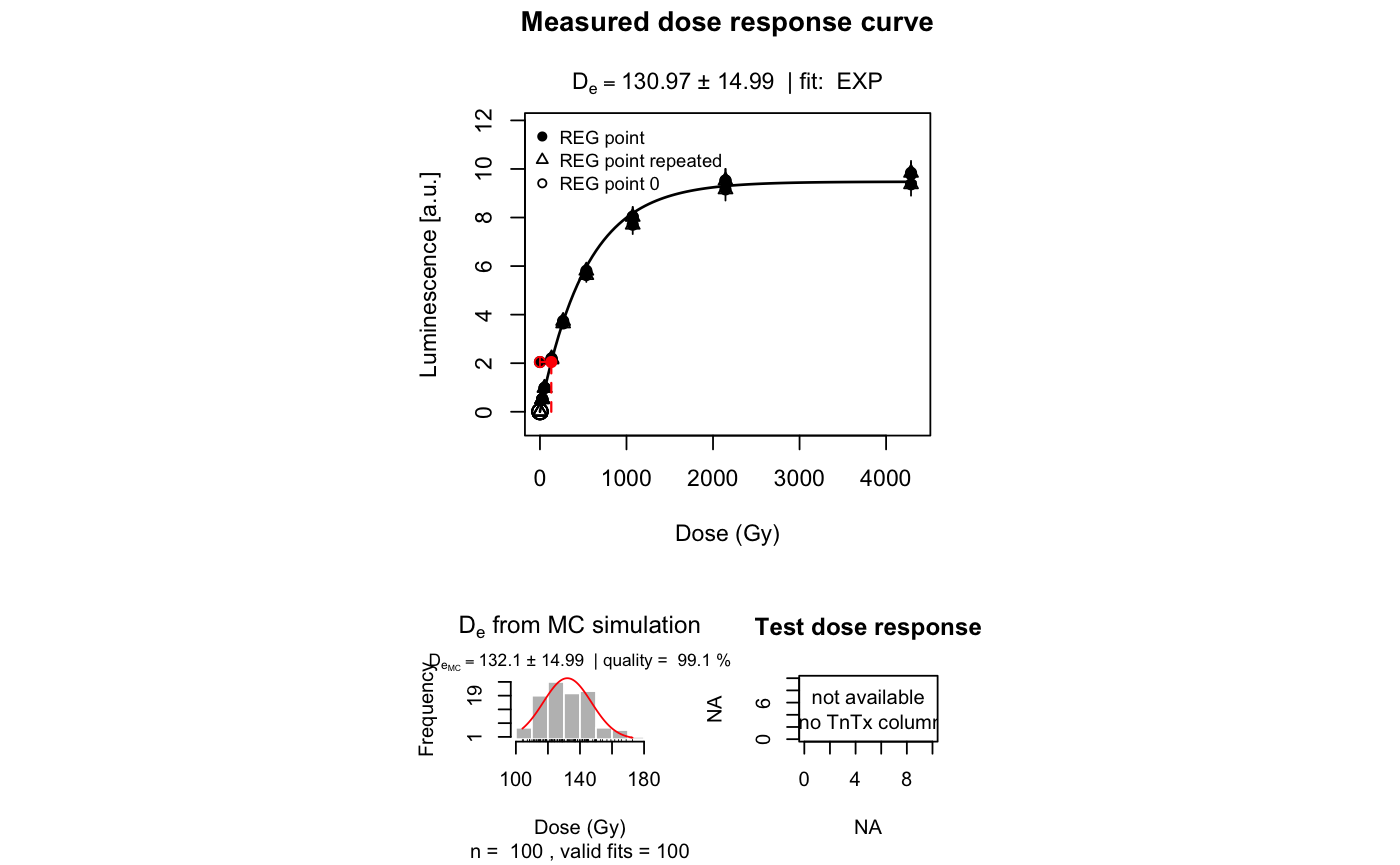 Measured dose response curve
De = 130.97 ± 14.99 | fit: EXP
12
10
8
6
4
2
0
Luminescence [a.u.]
REG point
REG point repeated
REG point 0
0 1000 2000 3000 4000
Dose (Gy)
De from MC simulation
DeMC = 132.1 ± 14.99 | quality = 99.1 %
Frequency
19
1
100 140 180
Dose (Gy)
n = 100 , valid fits = 100
Test dose response
NA
6
0
not available
no TnTx column
0 4 8
NA